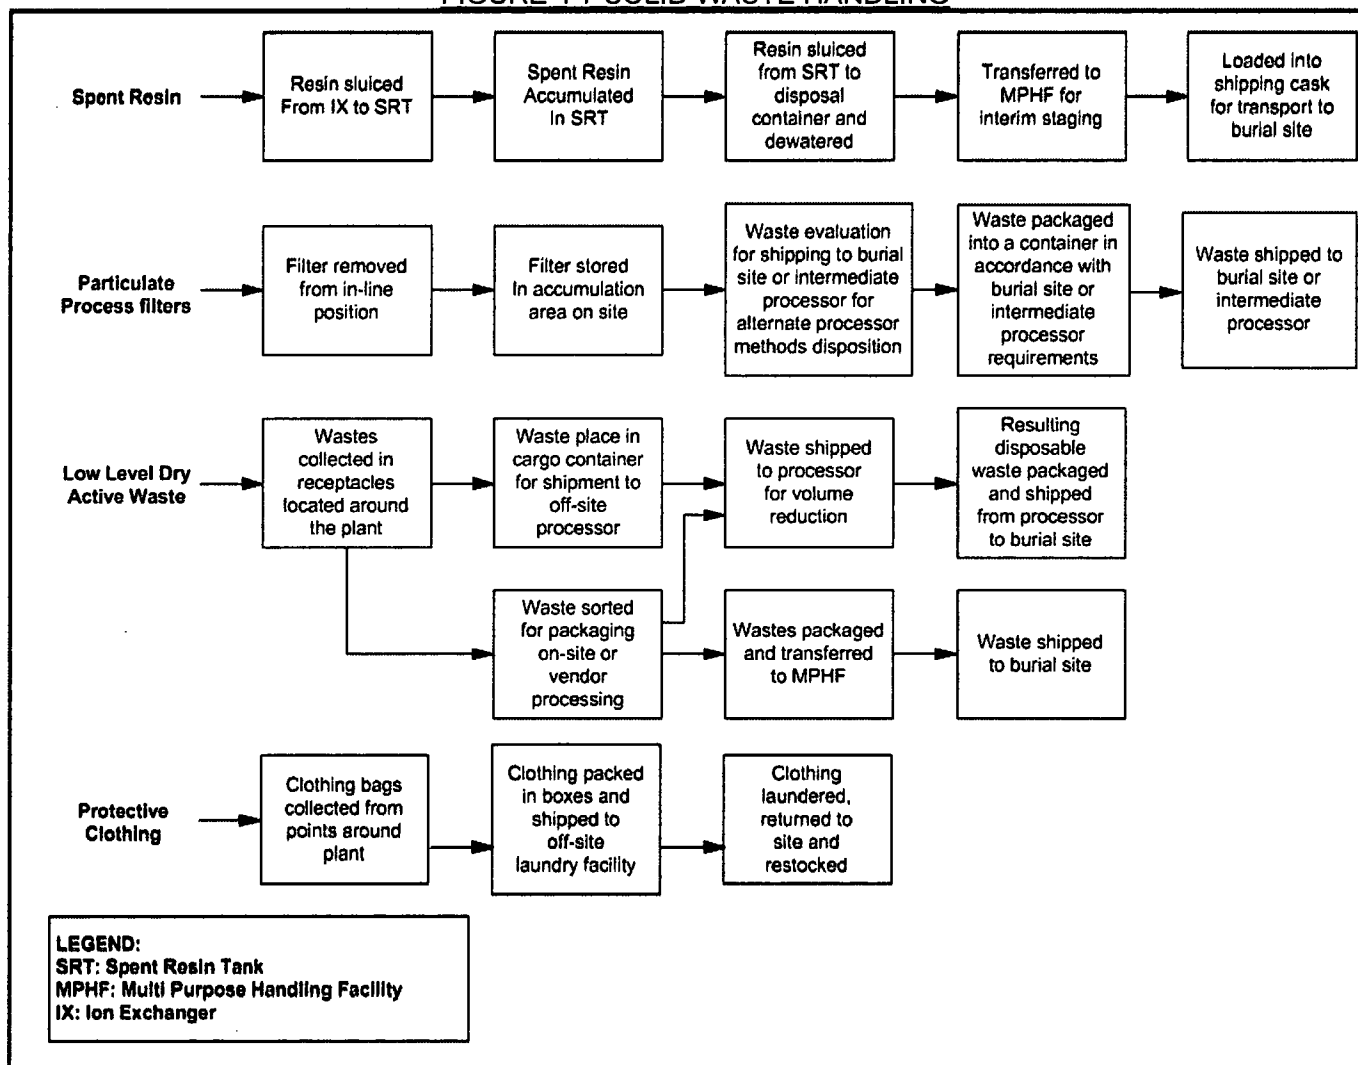 FIGURE 4-7 SOLID WASTE HANDLING
Spent Resin
Resin sluiced
From IX to SRT
Spent Resin
Accumulated
In SRT
Resin sluiced
from SRT to
disposal
container and
dewatered
Transferred to
MPHF for
interim staging
Loaded into
shipping cask
for transport to
burial site
Particulate
Process filters
Filter removed
from in-line
position
Filter stored
In accumulation
area on site
Waste evaluation
for shipping to burial
site or intermediate
processor for
alternate processor
methods disposition
Waste packaged
into a container in
accordance with
burial site or
intermediate
processor
requirements
Waste shipped to
burial site or
intermediate
processor
Low Level Dry
Active Waste
Wastes
collected in
receptacles
located around
the plant
Waste place in
cargo container
for shipment to
off-site
processor
Waste shipped
to processor
for volume
reduction
Resulting
disposable
waste packaged
and shipped
from processor
to burial site
Waste sorted
for packaging
on-site or
vendor
processing
Wastes packaged
and transferred
to MPHF
Waste shipped
to burial site
Protective
Clothing
Clothing bags
collected from
points around
plant
Clothing packed
in boxes and
shipped to
off-site
laundry facility
Clothing
laundered,
returned to
site and
restocked
LEGEND:
SRT: Spent Resin Tank
MPHF: Multi Purpose Handling Facility
IX: Ion Exchanger